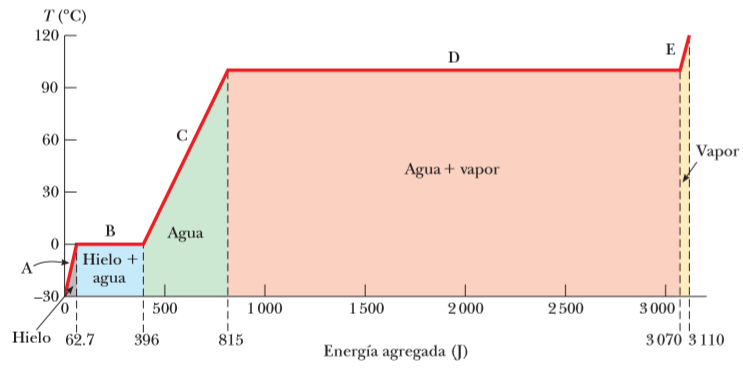 T (°C)
120
90
60
30
0
–30
A
B
C
D
E
Hielo +
agua
Agua
Agua + vapor
Vapor
Hielo
0
500
1 000
1 500
2 000
2 500
3 000
62.7
396
815
3 070
3 110
Energía agregada (J)